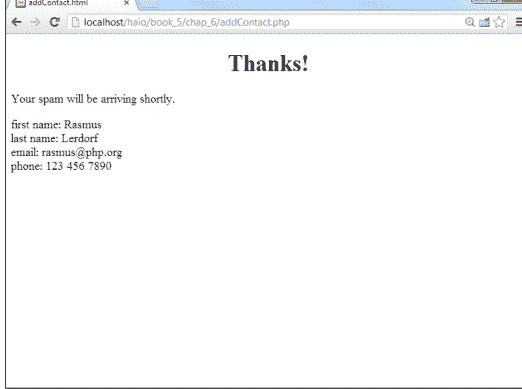 addContact.html
localhost/haio/book_5/chap_6/addContact.php
Thanks!
Your spam will be arriving shortly.
first name: Rasmus
last name: Lerdorf
email: rasmus@php.org
phone: 123 456 7890